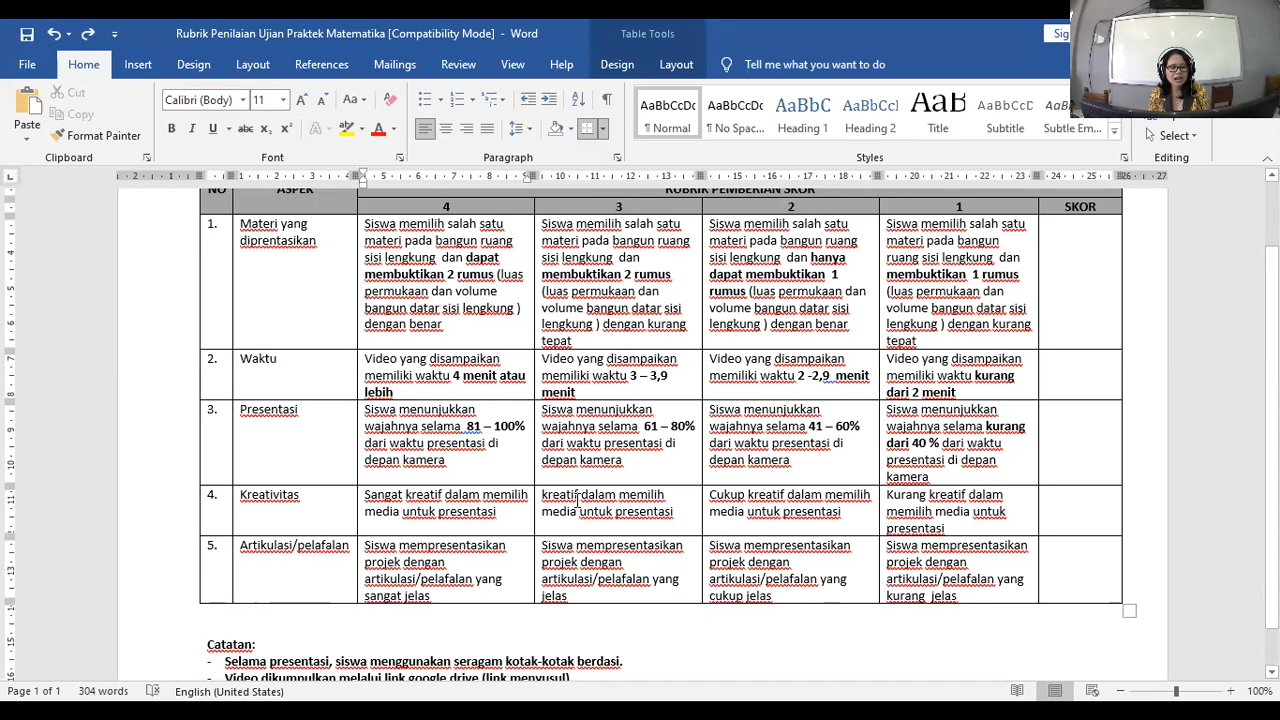 Rubrik Penilaian Ujian Praktek Matematika [Compatibility Mode] - Word
Table Tools
File Home Insert Design Layout References Mailings Review View Help Design Layout Tell me what you want to do
Paste
Cut
Copy
Format Painter
Calibri (Body) 11
AaBbCcDc AaBbCcDc AaBbC AaBbCc AaB AaBbCcD AaBbCcDc
¶ Normal ¶ No Spac... Heading 1 Heading 2 Title Subtitle Subtle Em...
Select
Clipboard Font Paragraph Styles Editing
NO ASPEK RUBRIK PEMBERIAN SKOR
4 3 2 1 SKOR
1.
Materi yang
diprentasikan
Siswa memilih salah satu
materi pada bangun ruang
sisi lengkung dan dapat
membuktikan 2 rumus (luas
permukaan dan volume
bangun datar sisi lengkung )
dengan benar
Siswa memilih salah satu
materi pada bangun ruang
sisi lengkung dan
membuktikan 2 rumus
(luas permukaan dan
volume bangun datar sisi
lengkung ) dengan kurang
tepat
Siswa memilih salah satu
materi pada bangun ruang
sisi lengkung dan hanya
dapat membuktikan 1
rumus (luas permukaan dan
volume bangun datar sisi
lengkung ) dengan benar
Siswa memilih salah satu
materi pada bangun
ruang sisi lengkung dan
membuktikan 1 rumus
(luas permukaan dan
volume bangun datar sisi
lengkung ) dengan kurang
tepat
2.
Waktu
Video yang disampaikan
memiliki waktu 4 menit atau
lebih
Video yang disampaikan
memiliki waktu 3 – 3,9
menit
Video yang disampaikan
memiliki waktu 2 -2,9 menit
Video yang disampaikan
memiliki waktu kurang
dari 2 menit
3.
Presentasi
Siswa menunjukkan
wajahnya selama 81 – 100%
dari waktu presentasi di
depan kamera
Siswa menunjukkan
wajahnya selama 61 – 80%
dari waktu presentasi di
depan kamera
Siswa menunjukkan
wajahnya selama 41 – 60%
dari waktu presentasi di
depan kamera
Siswa menunjukkan
wajahnya selama kurang
dari 40 % dari waktu
presentasi di depan
kamera
4.
Kreativitas
Sangat kreatif dalam memilih
media untuk presentasi
kreatif dalam memilih
media untuk presentasi
Cukup kreatif dalam memilih
media untuk presentasi
Kurang kreatif dalam
memilih media untuk
presentasi
5.
Artikulasi/pelafalan
Siswa mempresentasikan
projek dengan
artikulasi/pelafalan yang
sangat jelas
Siswa mempresentasikan
projek dengan
artikulasi/pelafalan yang
jelas
Siswa mempresentasikan
projek dengan
artikulasi/pelafalan yang
cukup jelas
Siswa mempresentasikan
projek dengan
artikulasi/pelafalan yang
kurang jelas
Catatan:
- Selama presentasi, siswa menggunakan seragam kotak-kotak berdasi.
- Video dikumpulkan melalui link google drive (link menyusul)
Page 1 of 1 304 words English (United States) 100%